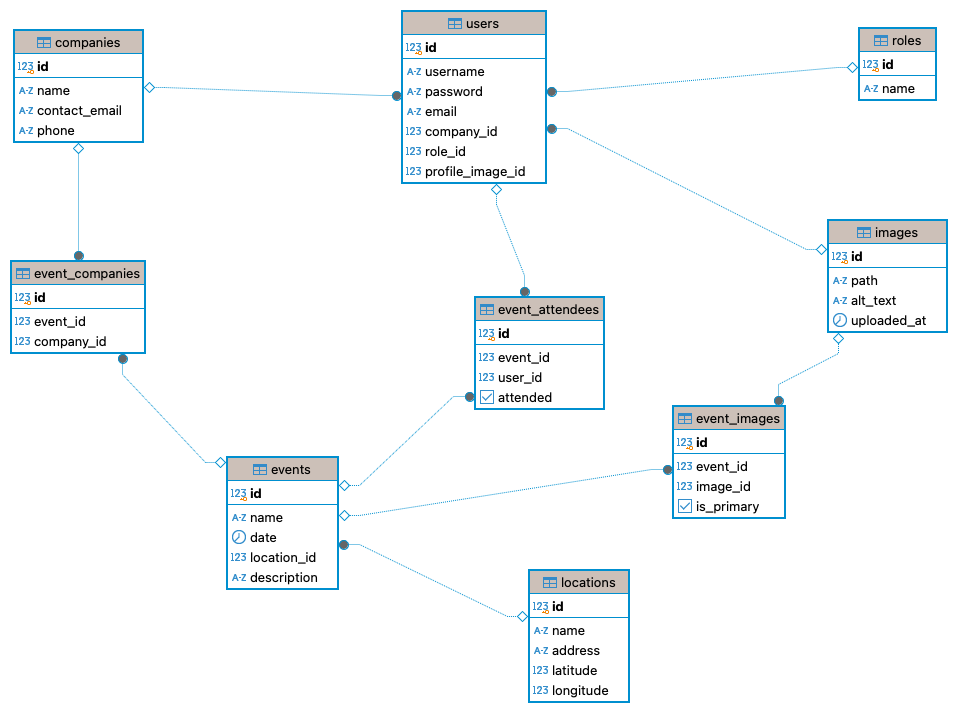 companies
123 id
A-Z name
A-Z contact_email
A-Z phone
users
123 id
A-Z username
A-Z password
A-Z email
123 company_id
123 role_id
123 profile_image_id
roles
123 id
A-Z name
images
123 id
A-Z path
A-Z alt_text
uploaded_at
event_companies
123 id
123 event_id
123 company_id
event_attendees
123 id
123 event_id
123 user_id
attended
event_images
123 id
123 event_id
123 image_id
is_primary
events
123 id
A-Z name
date
123 location_id
A-Z description
locations
123 id
A-Z name
A-Z address
123 latitude
123 longitude